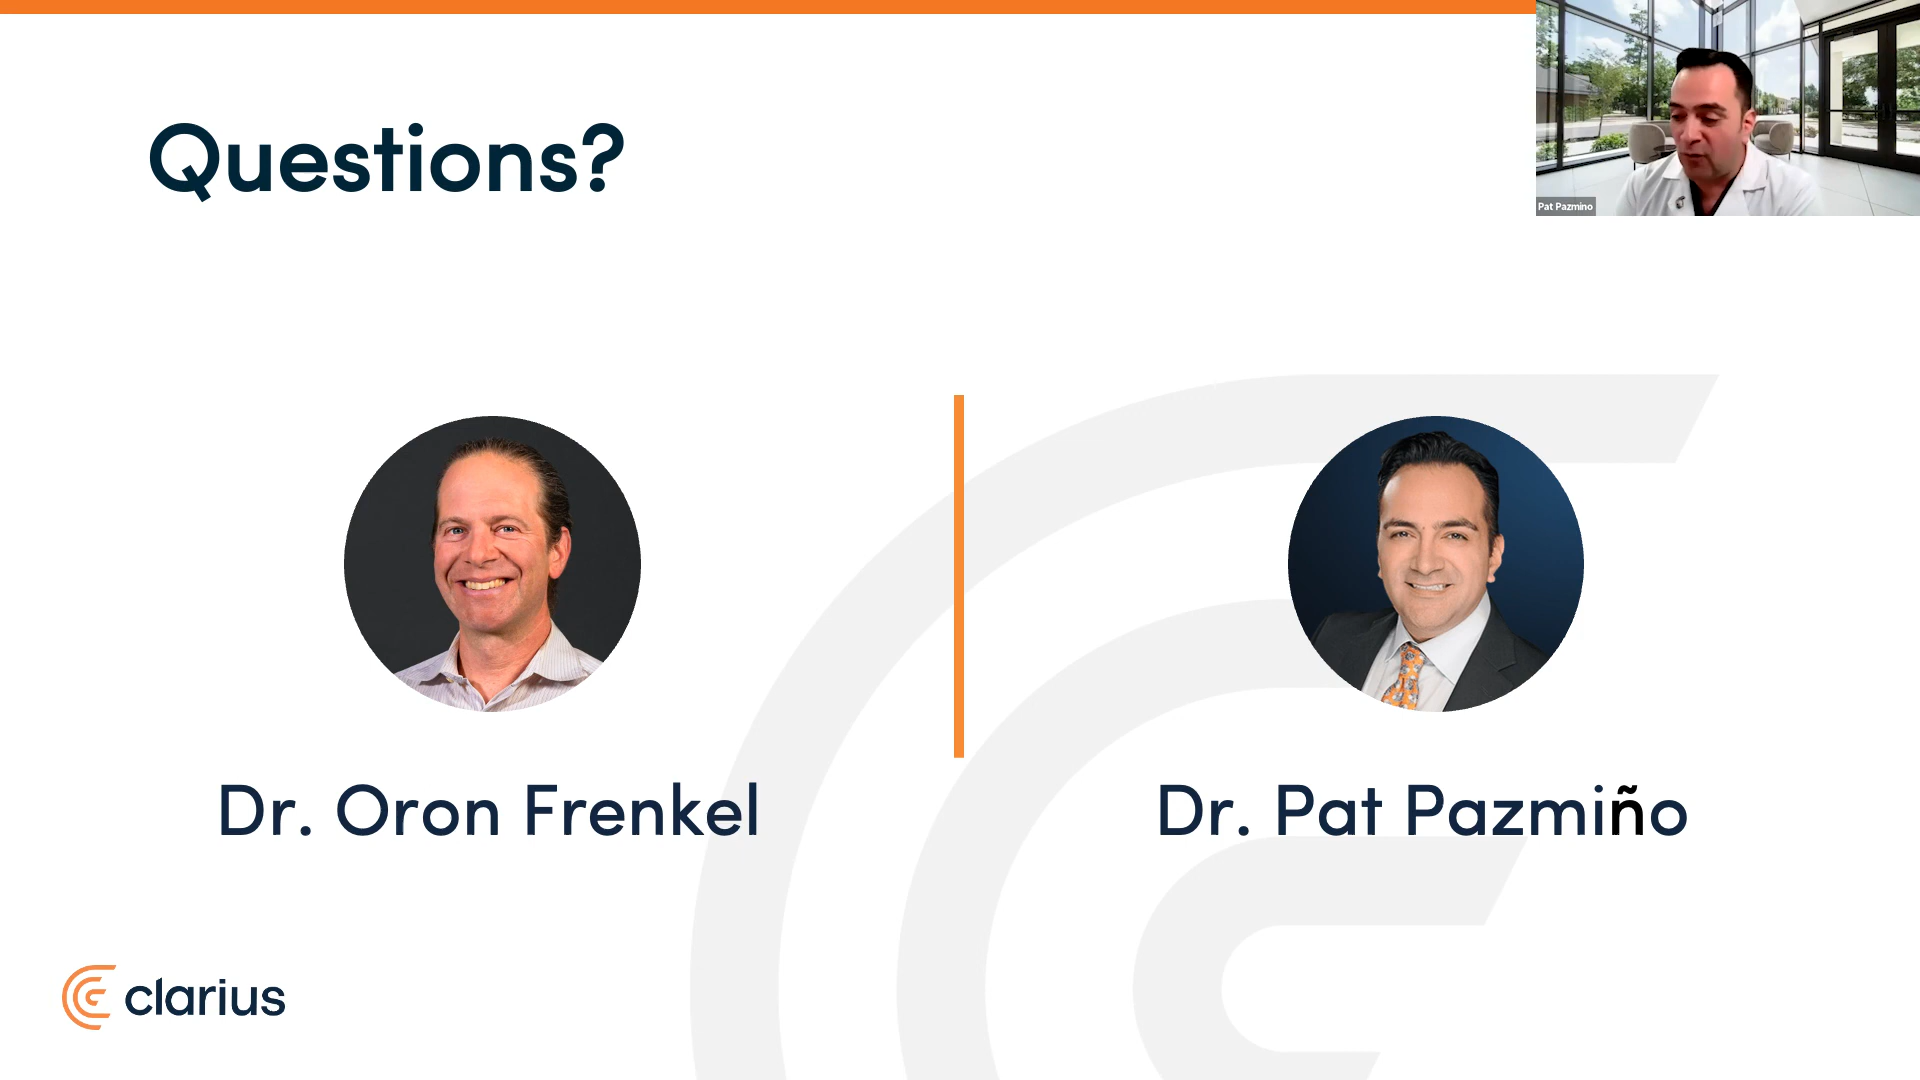 Questions?
Pat Pazmino
Dr. Oron Frenkel
Dr. Pat Pazmiño
clarius